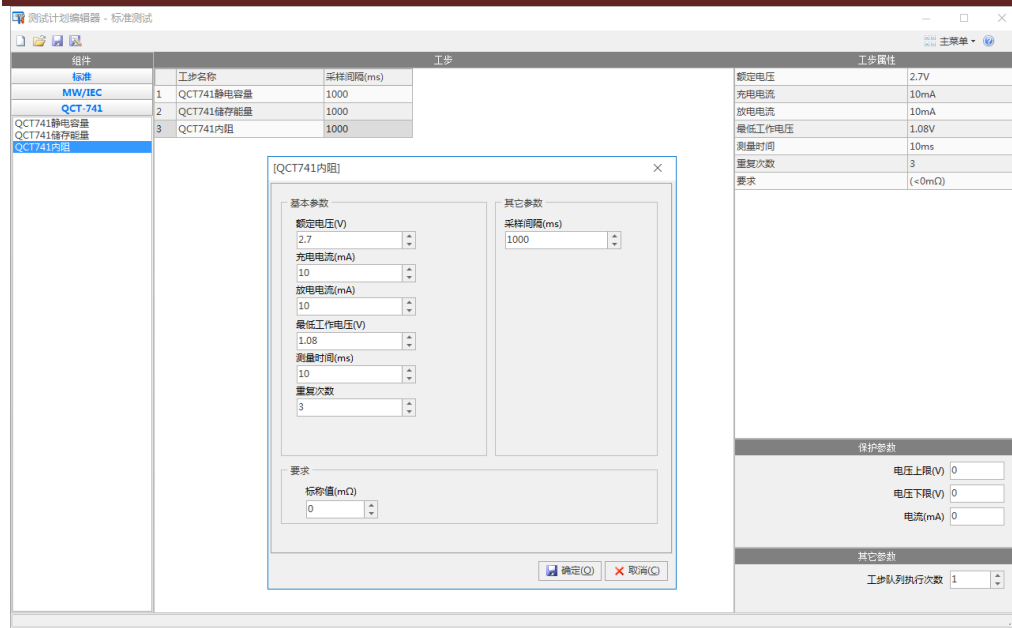 测试计划编辑器 - 标准测试
主菜单
组件
标准
MW/IEC
QCT-741
QCT741静电容量
QCT741储存能量
QCT741内阻
工步
工步名称 采样间隔(ms)
1 QCT741静电容量 1000
2 QCT741储存能量 1000
3 QCT741内阻 1000
工步属性
额定电压 2.7V
充电电流 10mA
放电电流 10mA
最低工作电压 1.08V
测量时间 10ms
重复次数 3
要求 (<0mΩ)
[QCT741内阻]
基本参数
额定电压(V)
2.7
充电电流(mA)
10
放电电流(mA)
10
最低工作电压(V)
1.08
测量时间(ms)
10
重复次数
3
其它参数
采样间隔(ms)
1000
要求
标称值(mΩ)
0
确定(O) 取消(C)
保护参数
电压上限(V) 0
电压下限(V) 0
电流(mA) 0
其它参数
工步队列执行次数 1